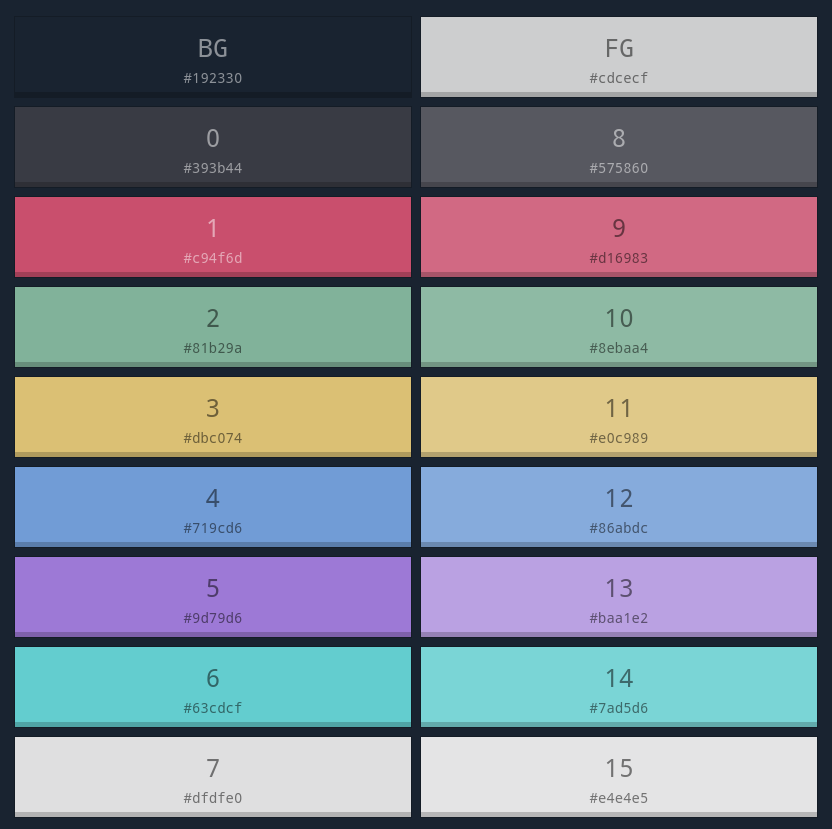 BG
#192330
FG
#cdcecf
0
#393b44
8
#575860
1
#c94f6d
9
#d16983
2
#81b29a
10
#8ebaa4
3
#dbc074
11
#e0c989
4
#719cd6
12
#86abdc
5
#9d79d6
13
#baa1e2
6
#63cdcf
14
#7ad5d6
7
#dfdfe0
15
#e4e4e5